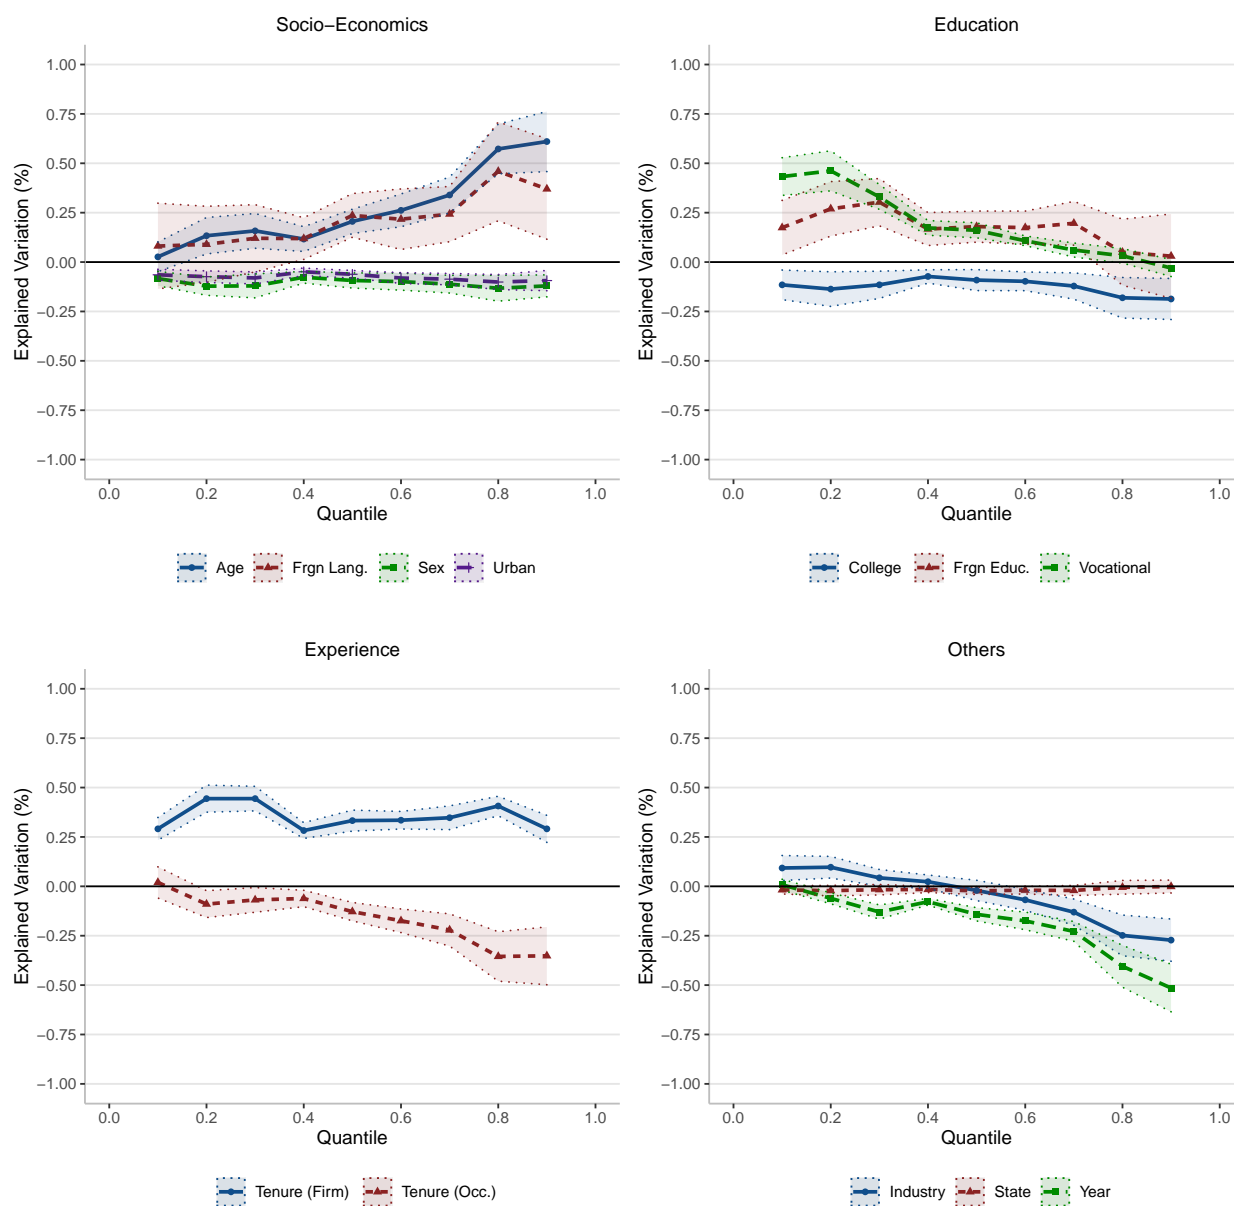 Socio−Economics
1.00
0.75
0.50
0.25
0.00
−0.25
−0.50
−0.75
−1.00
Explained Variation (%)
0.0 0.2 0.4 0.6 0.8 1.0
Quantile
Age Frgn Lang. Sex Urban
Education
1.00
0.75
0.50
0.25
0.00
−0.25
−0.50
−0.75
−1.00
Explained Variation (%)
0.0 0.2 0.4 0.6 0.8 1.0
Quantile
College Frgn Educ. Vocational
Experience
1.00
0.75
0.50
0.25
0.00
−0.25
−0.50
−0.75
−1.00
Explained Variation (%)
0.0 0.2 0.4 0.6 0.8 1.0
Quantile
Tenure (Firm) Tenure (Occ.)
Others
1.00
0.75
0.50
0.25
0.00
−0.25
−0.50
−0.75
−1.00
Explained Variation (%)
0.0 0.2 0.4 0.6 0.8 1.0
Quantile
Industry State Year